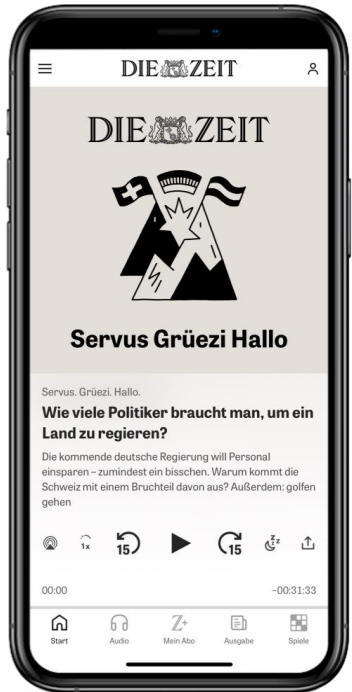 DIE ZEIT
DIE ZEIT
Servus Grüezi Hallo
Servus. Grüezi. Hallo.
Wie viele Politiker braucht man, um ein
Land zu regieren?
Die kommende deutsche Regierung will Personal
einsparen – zumindest ein bisschen. Warum kommt die
Schweiz mit einem Bruchteil davon aus? Außerdem: golfen
gehen
1x
15
15
zzz
00:00
-00:31:33
Z+
Start
Audio
Mein Abo
Ausgabe
Spiele